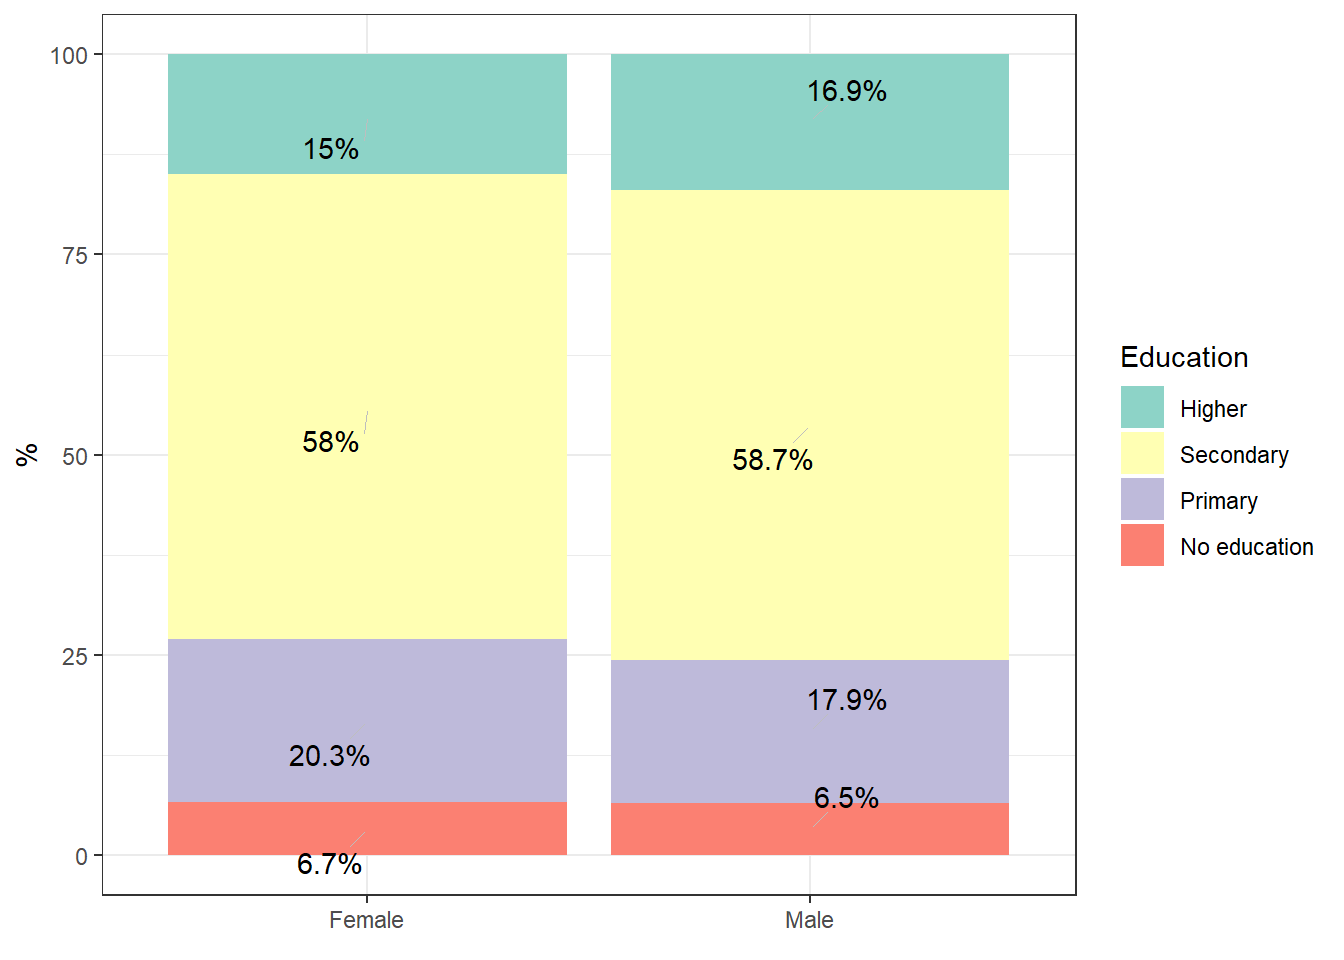 100
75
50
25
0
%
16.9%
15%
58%
58.7%
17.9%
20.3%
6.5%
6.7%
Female
Male
Education
Higher
Secondary
Primary
No education